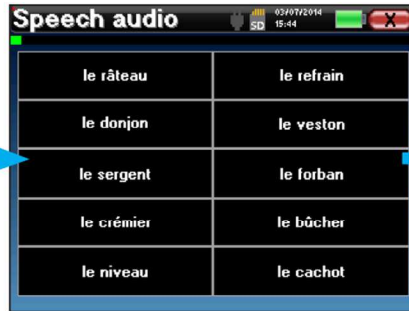 Speech audio SD 03/07/2014 15:44 X
le râteau le refrain
le donjon le veston
le sergent le forban
le crémier le bûcher
le niveau le cachot